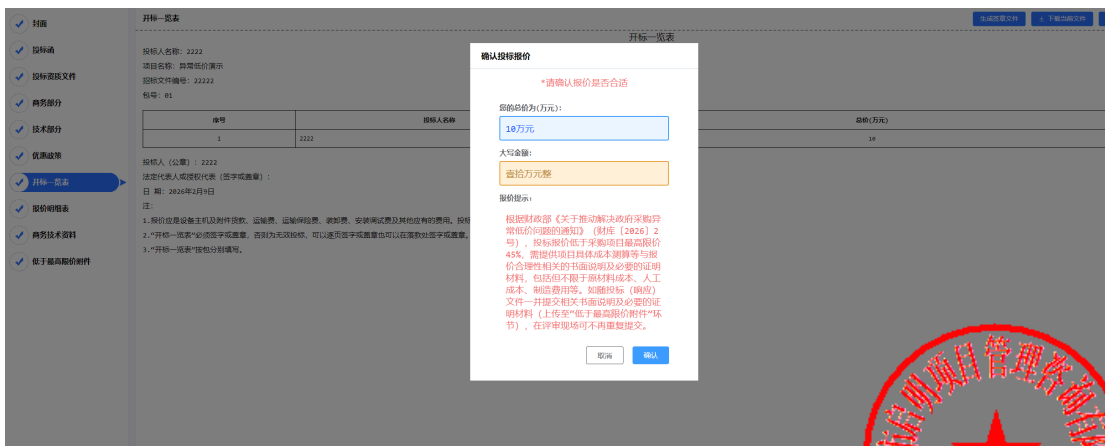 封面
投标函
投标资质文件
商务部分
技术部分
优惠政策
开标一览表
报价明细表
商务技术资料
低于最高限价附件
开标一览表
生成签章文件
下载当前文件
开标一览表
投标人名称: 2222
项目名称: 异常低价演示
招标文件编号: 22222
包号: 01
序号 投标人名称 总价(万元)
1 2222 10
投标人（公章）: 2222
法定代表人或授权代表（签字或盖章）:
日 期: 2026年2月9日
注:
1.报价应是设备主机及附件货款、运输费、运输保险费、装卸费、安装调试费及其他应有的费用。投标
2.“开标一览表”必须签字或盖章，否则为无效投标、可以逐页签字或盖章也可以在落款处签字或盖章。
3.“开标一览表”按包分别填写。
确认投标报价
*请确认报价是否合适
您的总价为(万元):
10万元
大写金额:
壹拾万元整
报价提示:
根据财政部《关于推动解决政府采购异
常低价问题的通知》（财库〔2026〕2
号），投标报价低于采购项目最高限价
45%，需提供项目具体成本测算等与报
价合理性相关的书面说明及必要的证明
材料，包括但不限于原材料成本、人工
成本、制造费用等。如随投标（响应）
文件一并提交相关书面说明及必要的证
明材料（上传至“低于最高限价附件”环
节），在评审现场可不再重复提交。
取消
确认
明项目管理咨询